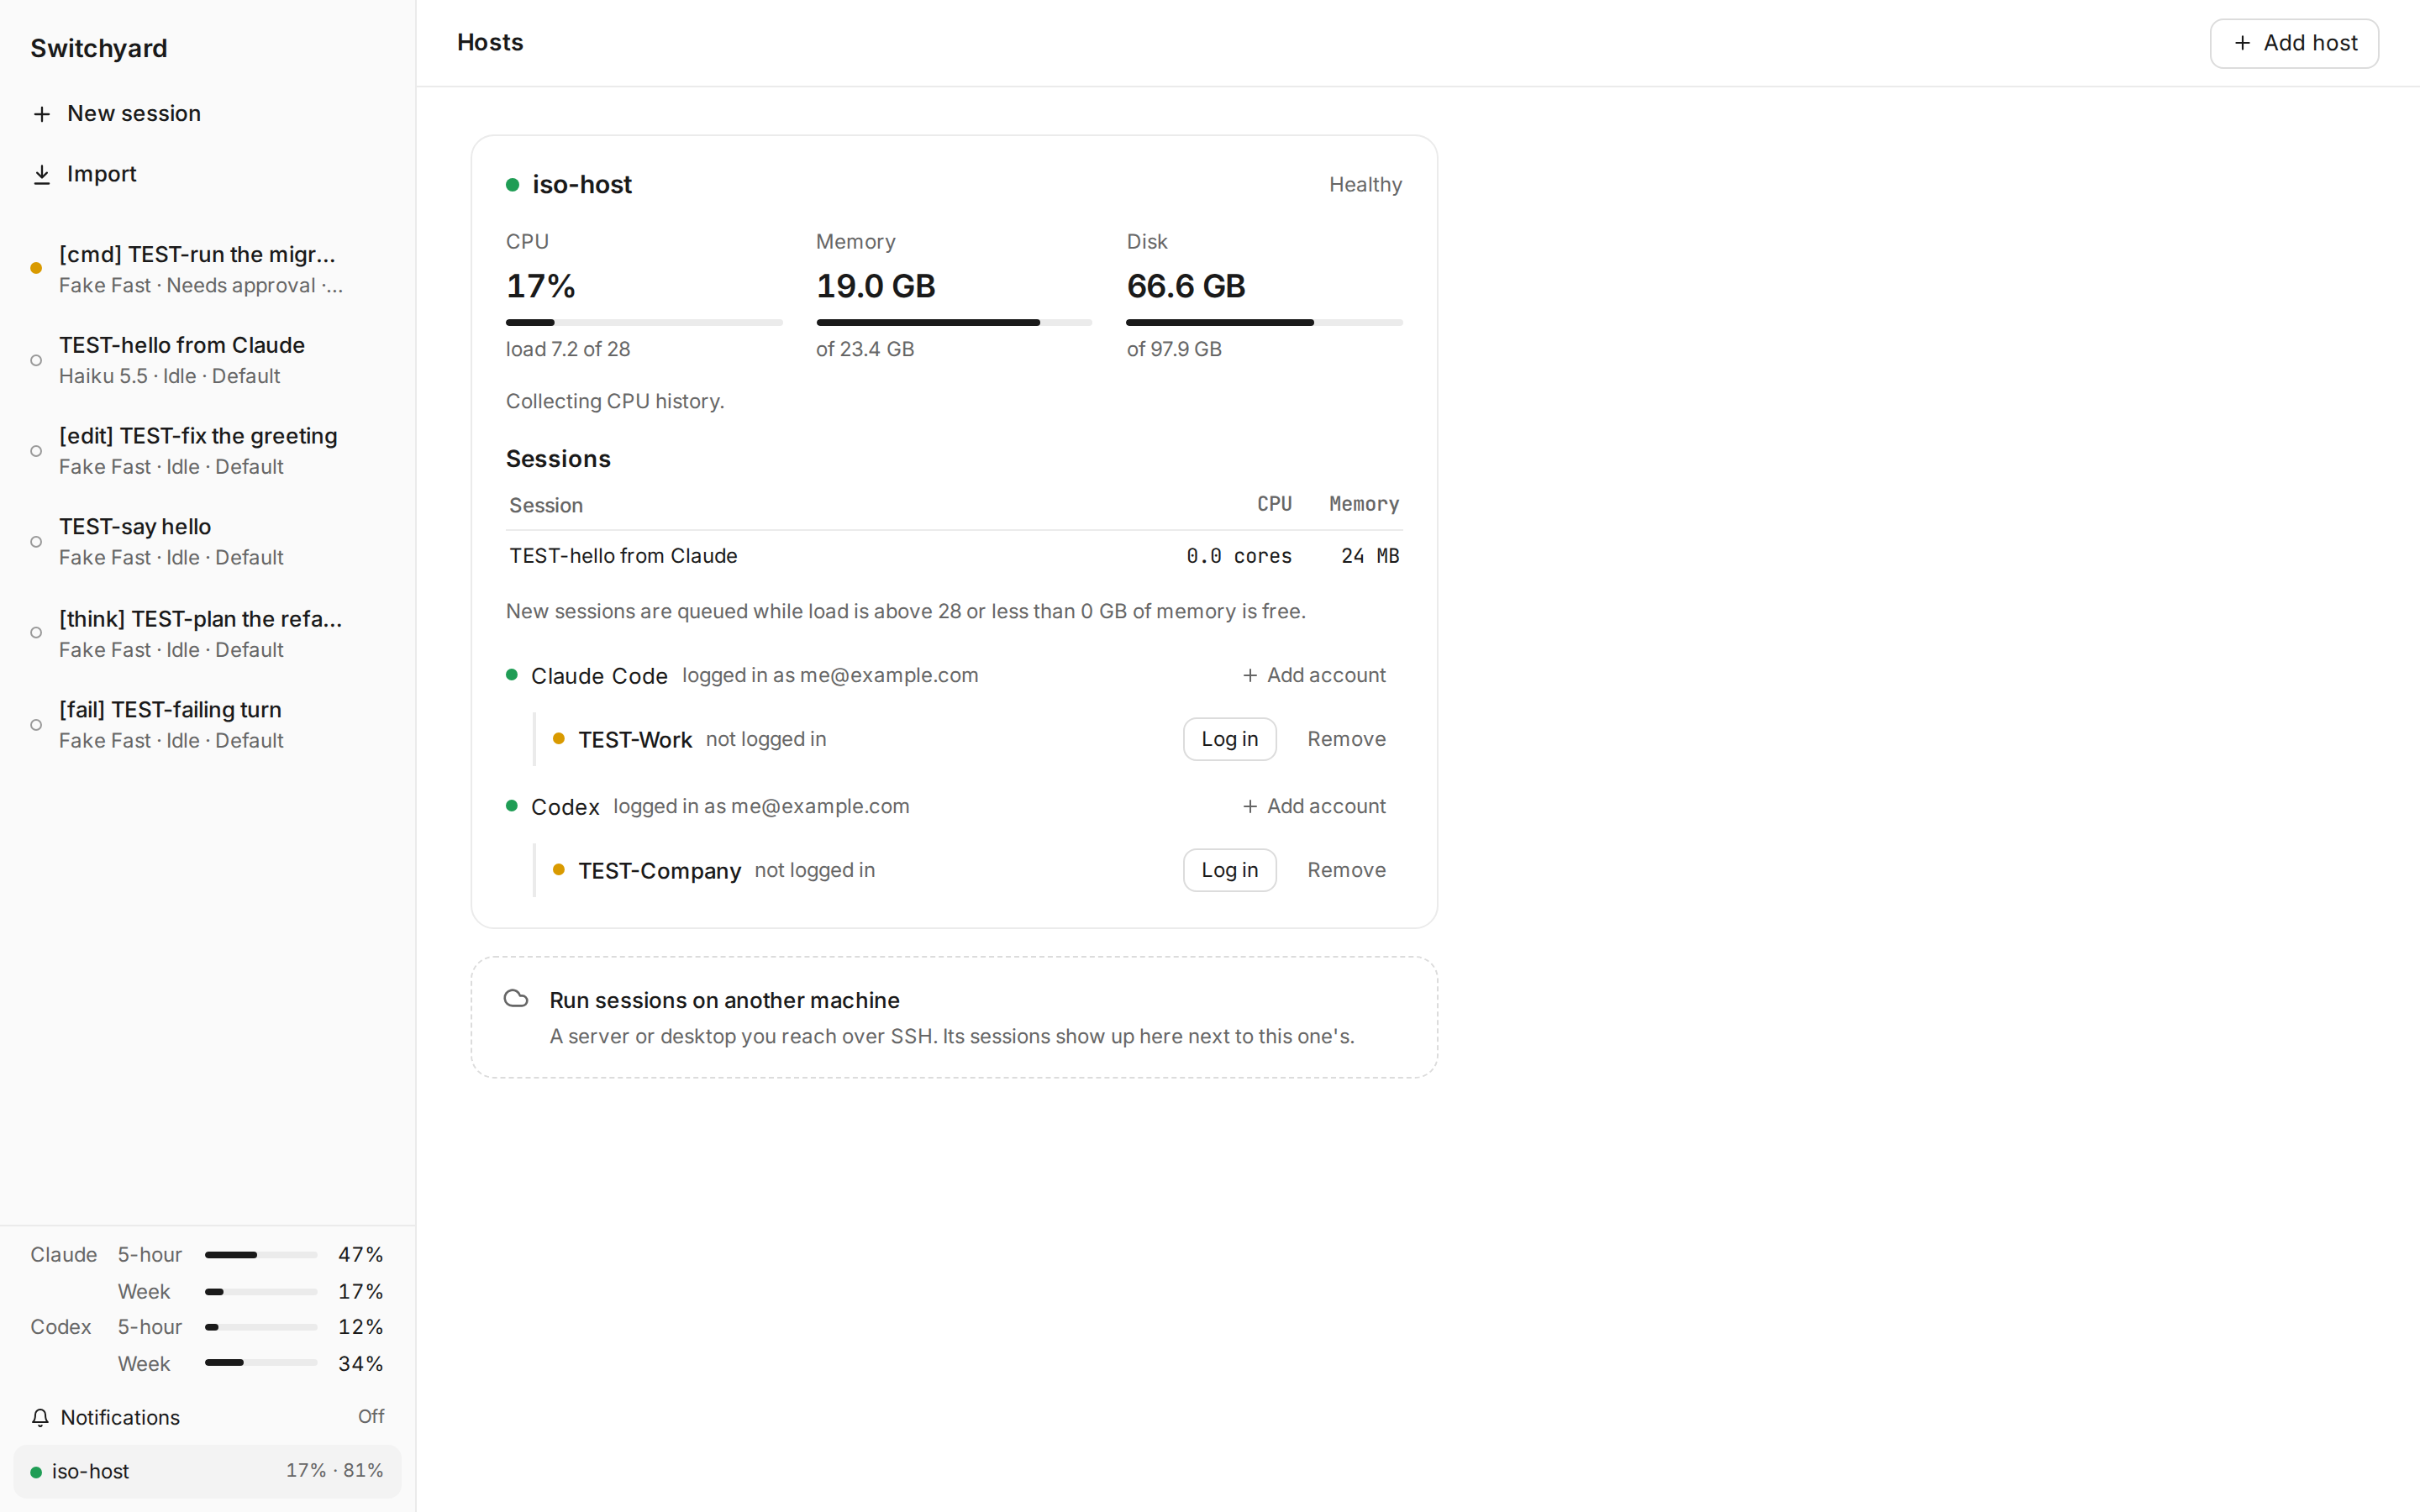 Switchyard
New session
Import
[cmd] TEST-run the migr...
Fake Fast · Needs approval ·...
TEST-hello from Claude
Haiku 5.5 · Idle · Default
[edit] TEST-fix the greeting
Fake Fast · Idle · Default
TEST-say hello
Fake Fast · Idle · Default
[think] TEST-plan the refa...
Fake Fast · Idle · Default
[fail] TEST-failing turn
Fake Fast · Idle · Default
Claude 5-hour 47%
Week 17%
Codex 5-hour 12%
Week 34%
Notifications Off
iso-host 17% · 81%
Hosts
+ Add host
iso-host Healthy
CPU Memory Disk
17% 19.0 GB 66.6 GB
load 7.2 of 28 of 23.4 GB of 97.9 GB
Collecting CPU history.
Sessions
Session CPU Memory
TEST-hello from Claude 0.0 cores 24 MB
New sessions are queued while load is above 28 or less than 0 GB of memory is free.
Claude Code logged in as me@example.com + Add account
TEST-Work not logged in Log in Remove
Codex logged in as me@example.com + Add account
TEST-Company not logged in Log in Remove
Run sessions on another machine
A server or desktop you reach over SSH. Its sessions show up here next to this one's.